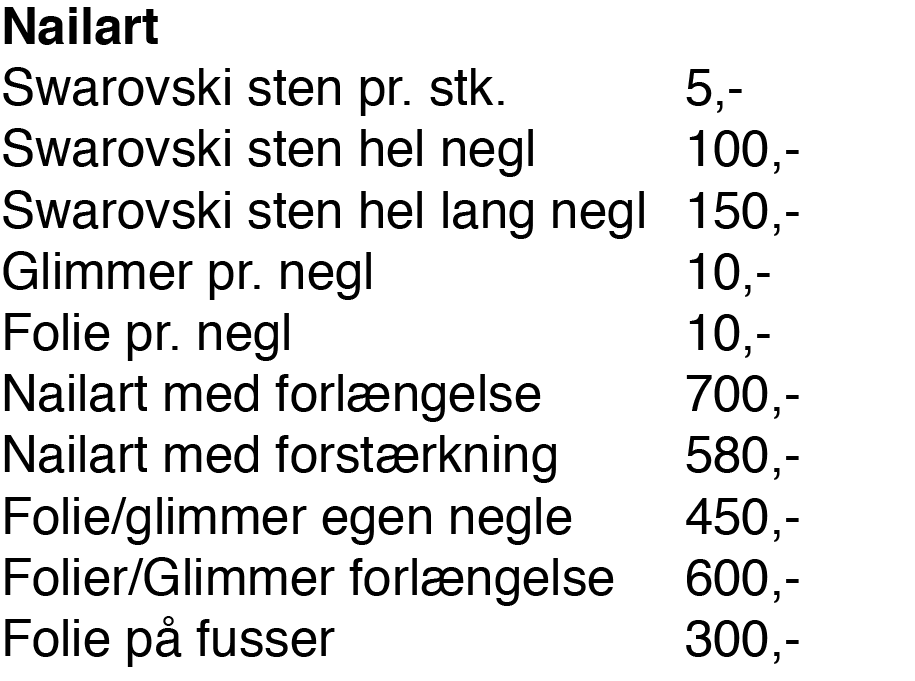 Nailart
Swarovski sten pr. stk. 5,-
Swarovski sten hel negl 100,-
Swarovski sten hel lang negl 150,-
Glimmer pr. negl 10,-
Folie pr. negl 10,-
Nailart med forlængelse 700,-
Nailart med forstærkning 580,-
Folie/glimmer egen negle 450,-
Folier/Glimmer forlængelse 600,-
Folie på fusser 300,-